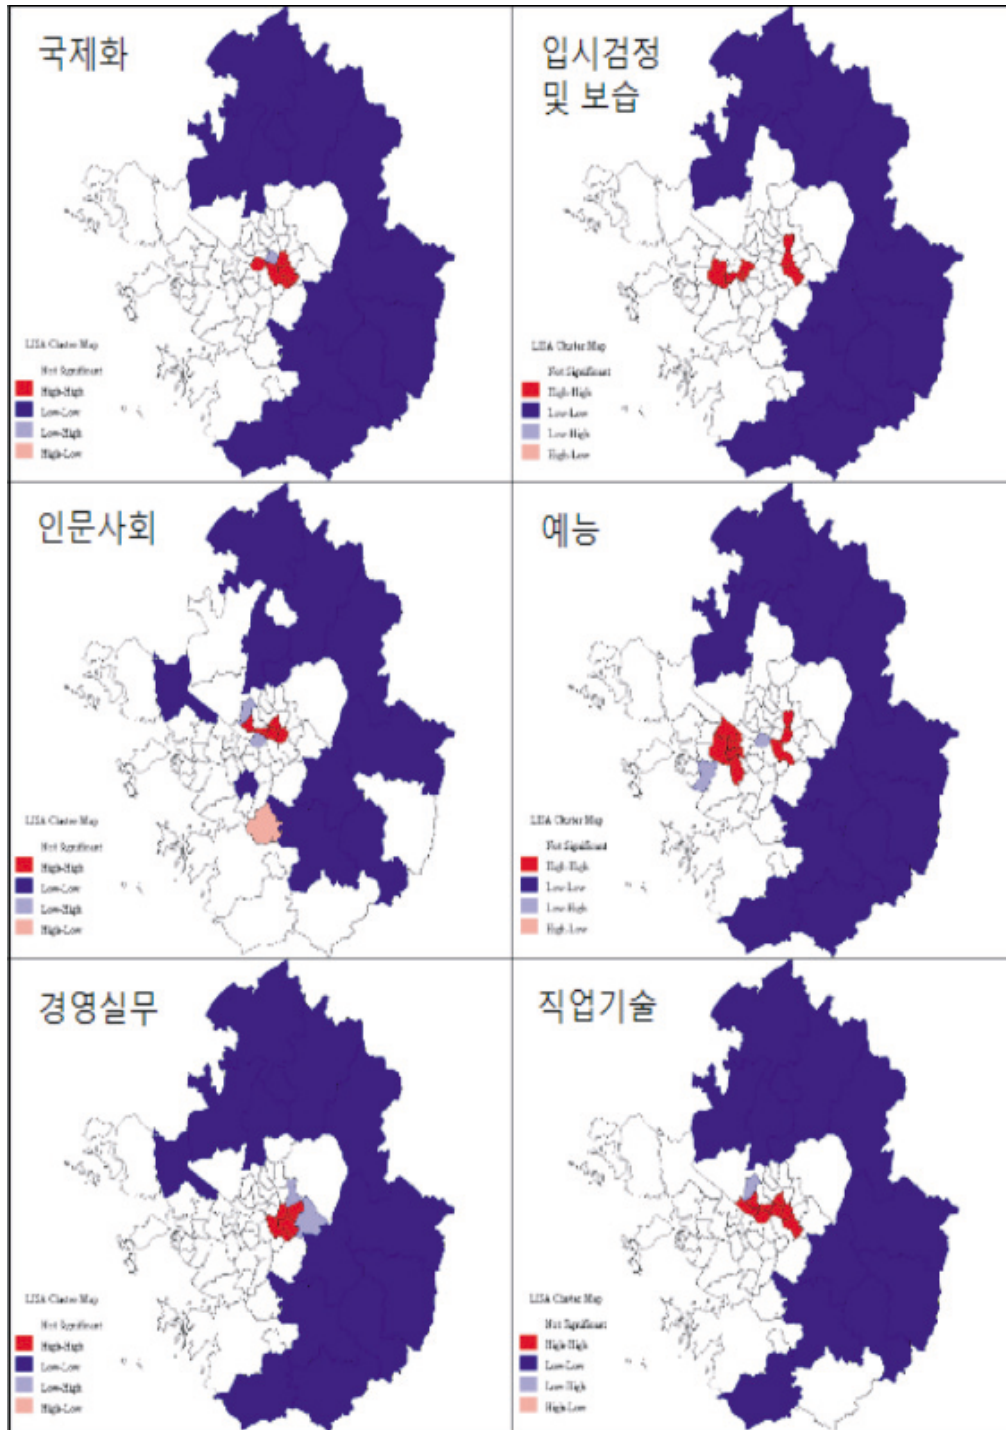 국제화
LISA Cluster Map
Not Significant
High-High
Low-Low
Low-High
High-Low
입시검정
및 보습
LISA Cluster Map
Not Significant
High-High
Low-Low
Low-High
High-Low
인문사회
LISA Cluster Map
Not Significant
High-High
Low-Low
Low-High
High-Low
예능
LISA Cluster Map
Not Significant
High-High
Low-Low
Low-High
High-Low
경영실무
LISA Cluster Map
Not Significant
High-High
Low-Low
Low-High
High-Low
직업기술
LISA Cluster Map
Not Significant
High-High
Low-Low
Low-High
High-Low